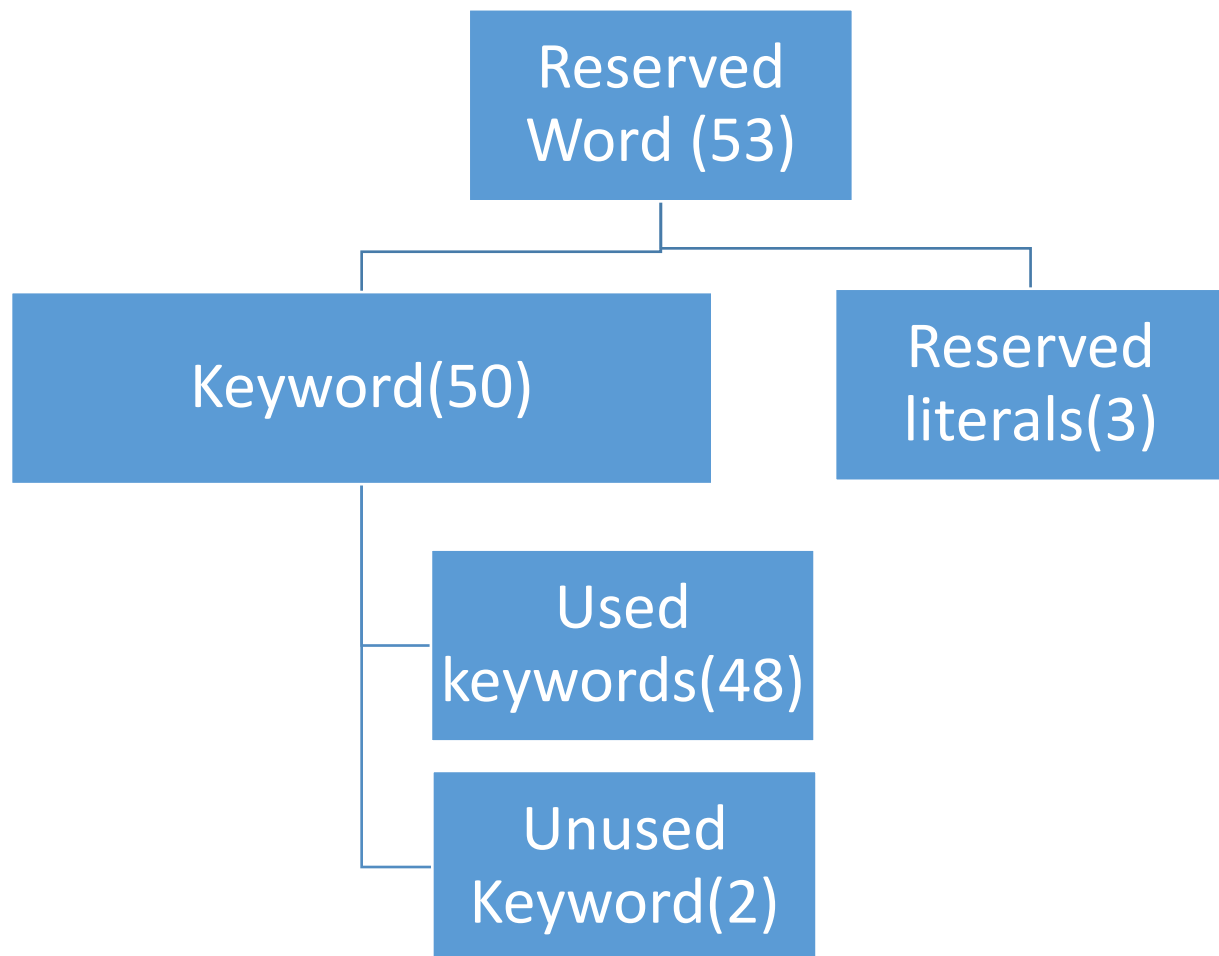 Reserved
Word (53)
Keyword(50)
Reserved
literals(3)
Used
keywords(48)
Unused
Keyword(2)